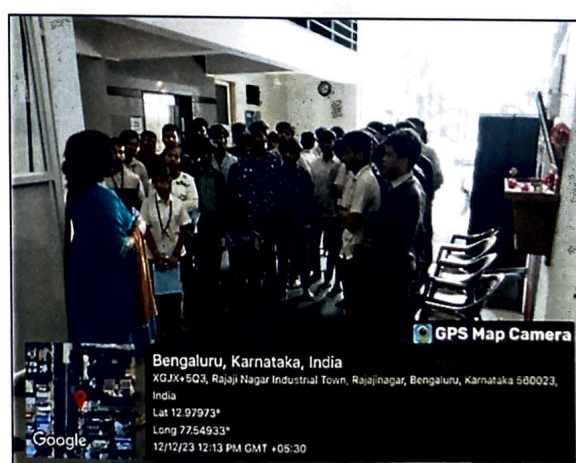 GPS Map Camera
Bengaluru, Karnataka, India
XGJX+5Q3, Rajaji Nagar Industrial Town, Rajajinagar, Bengaluru, Karnataka 560023,
India
Lat 12.97973°
Long 77.54933°
12/12/23 12:13 PM GMT +05:30
Google